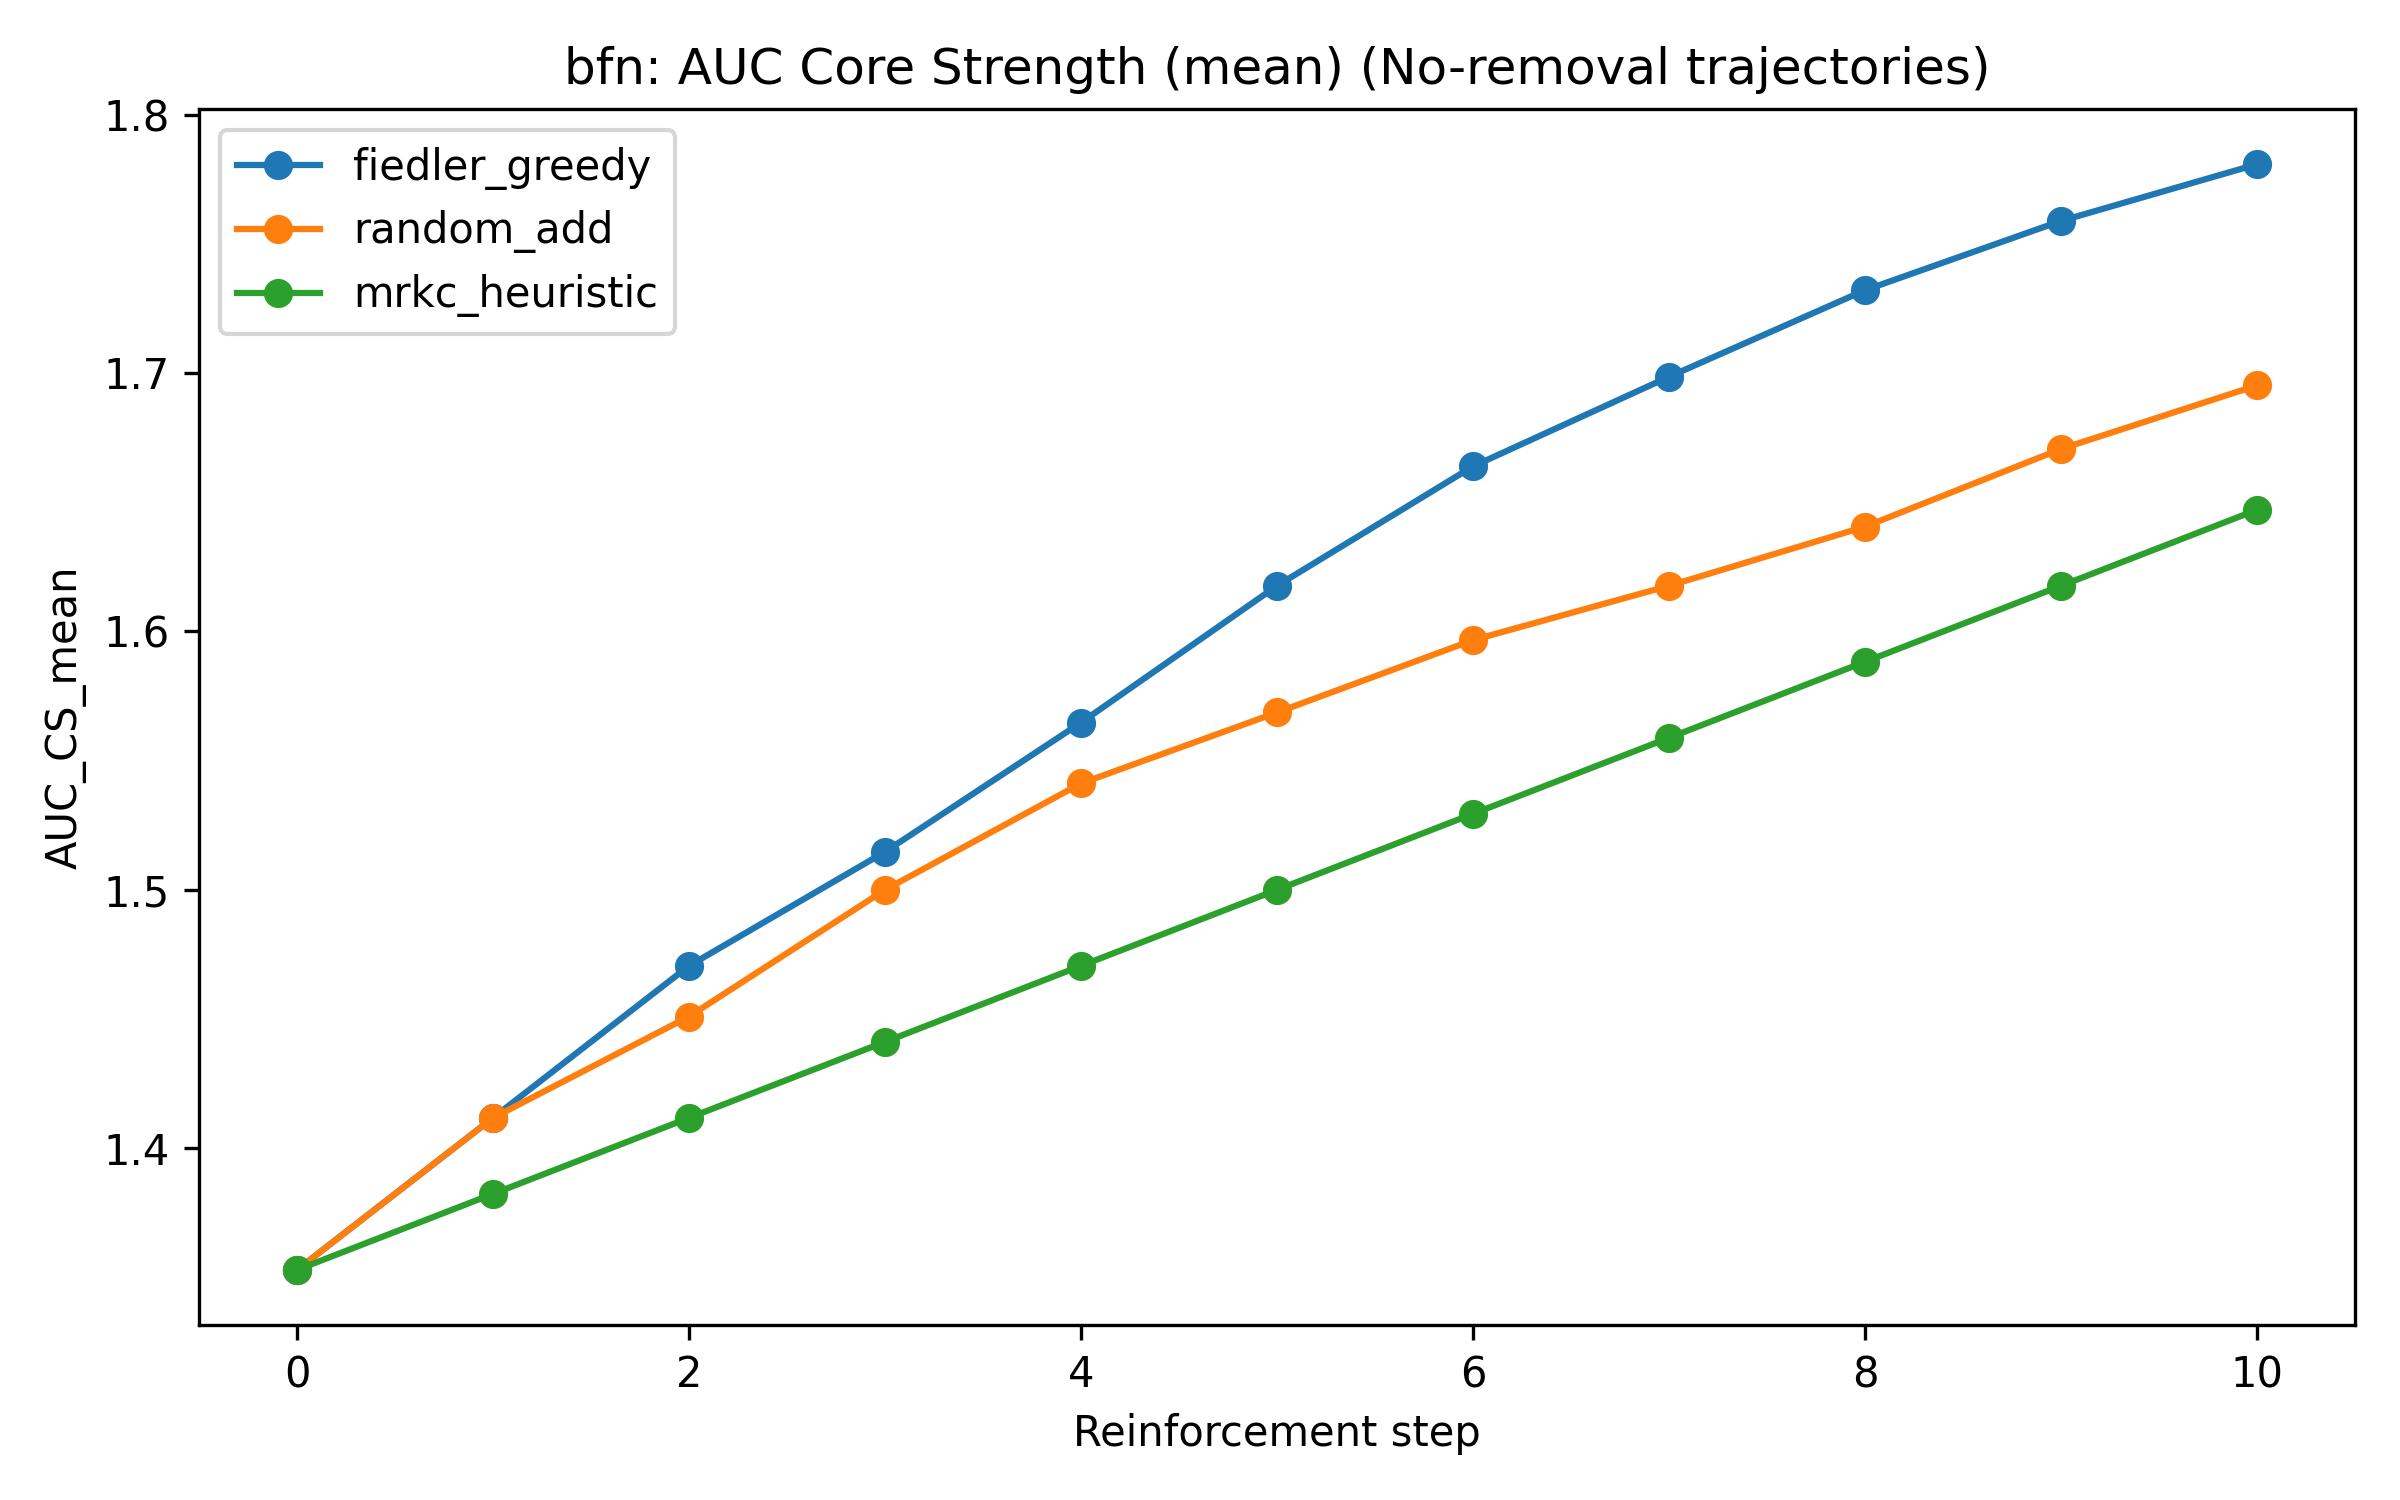 bfn: AUC Core Strength (mean) (No-removal trajectories)
fiedler_greedy
random_add
mrkc_heuristic
AUC_CS_mean
1.8
1.7
1.6
1.5
1.4
0 2 4 6 8 10
Reinforcement step